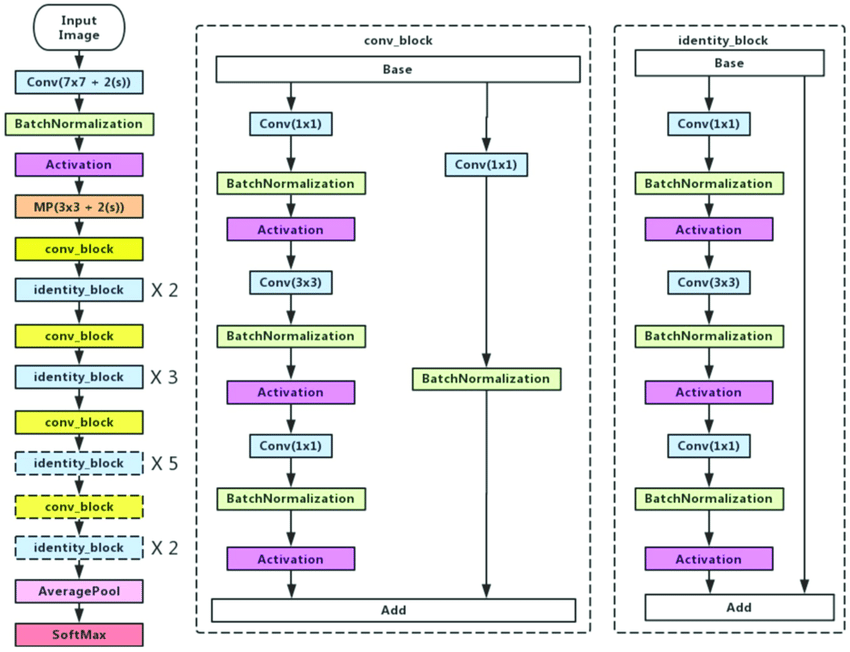 Input
Image
Conv(7x7 + 2(s))
BatchNormalization
Activation
MP(3x3 + 2(s))
conv_block
identity_block X 2
conv_block
identity_block X 3
conv_block
identity_block X 5
conv_block
identity_block X 2
AveragePool
SoftMax
conv_block
Base
Conv(1x1)
BatchNormalization
Activation
Conv(3x3)
BatchNormalization
Activation
Conv(1x1)
BatchNormalization
Activation
Conv(1x1)
BatchNormalization
Add
identity_block
Base
Conv(1x1)
BatchNormalization
Activation
Conv(3x3)
BatchNormalization
Activation
Conv(1x1)
BatchNormalization
Activation
Add